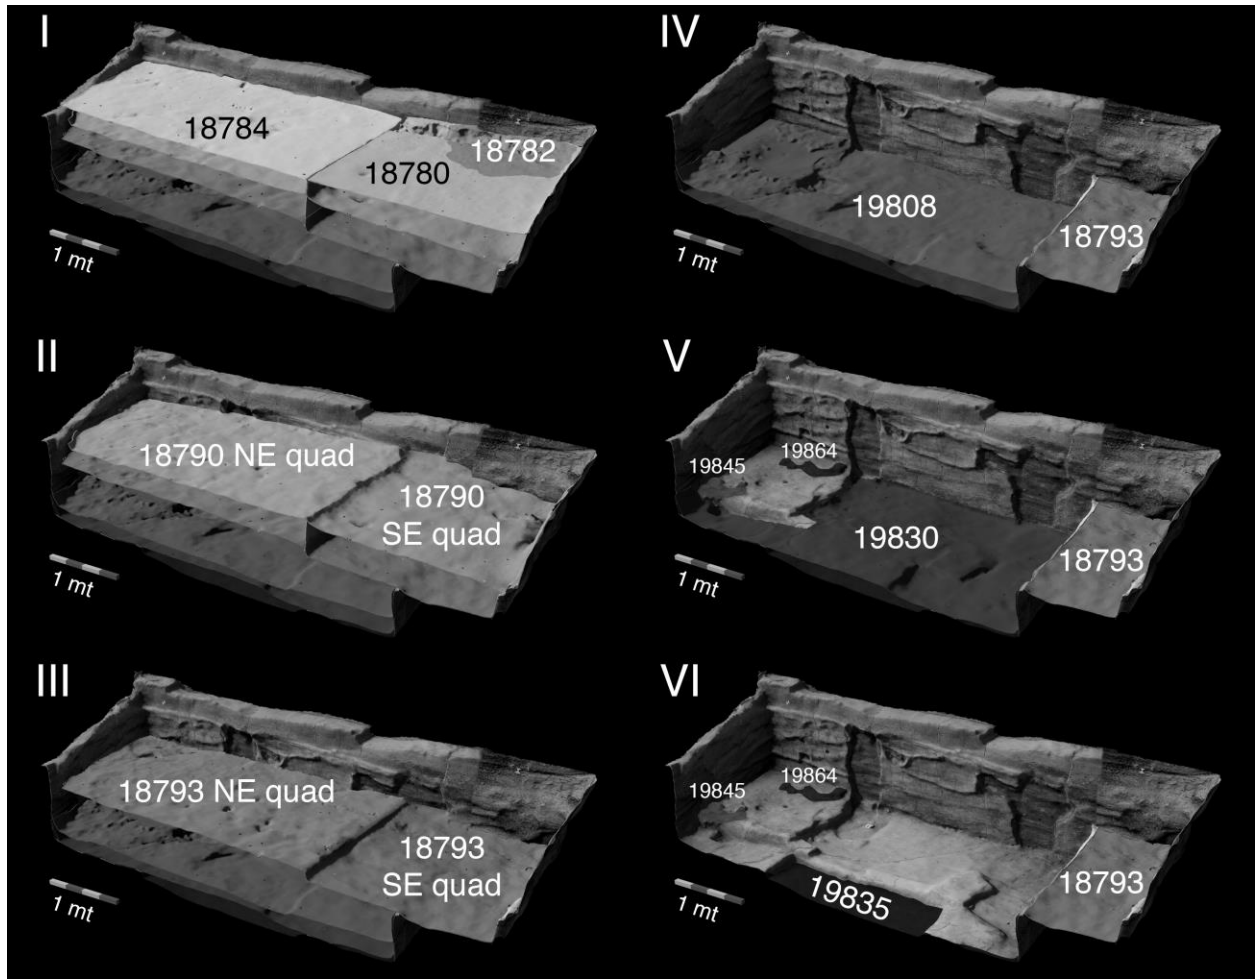 I
18784
18782
18780
1 mt
II
18790 NE quad
18790
SE quad
1 mt
III
18793 NE quad
18793
SE quad
1 mt
IV
19808
18793
1 mt
V
19864
19845
19830
18793
1 mt
VI
19864
19845
18793
19835
1 mt